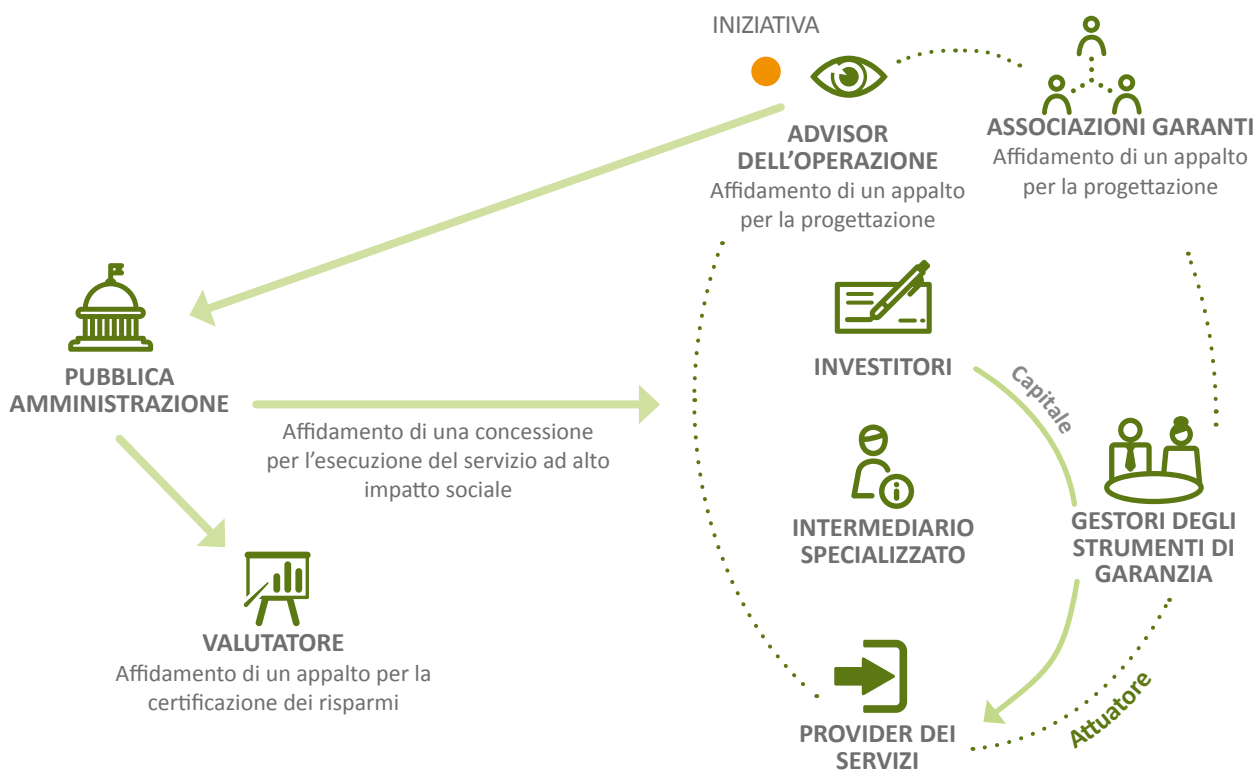 INIZIATIVA
ADVISOR
DELL'OPERAZIONE
Affidamento di un appalto
per la progettazione
ASSOCIAZIONI GARANTI
Affidamento di un appalto
per la progettazione
PUBBLICA
AMMINISTRAZIONE
Affidamento di una concessione
per l'esecuzione del servizio ad alto
impatto sociale
INVESTITORI
Capitale
INTERMEDIARIO
SPECIALIZZATO
GESTORI DEGLI
STRUMENTI DI
GARANZIA
VALUTATORE
Affidamento di un appalto per la
certificazione dei risparmi
PROVIDER DEI
SERVIZI
Attuatore